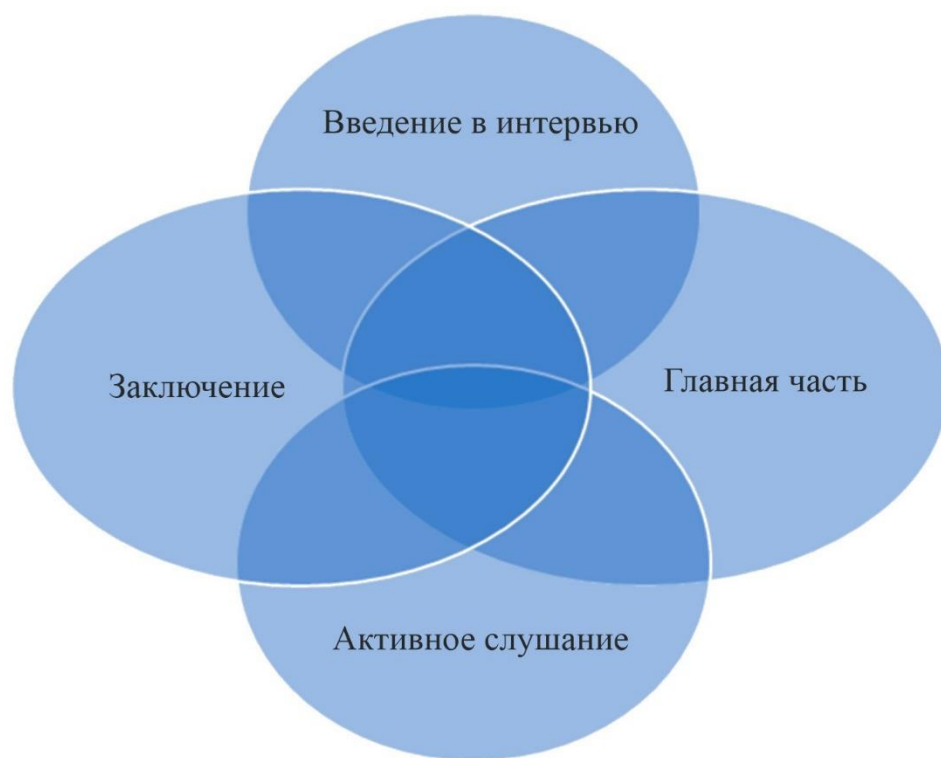 Введение в интервью
Заключение
Главная часть
Активное слушание